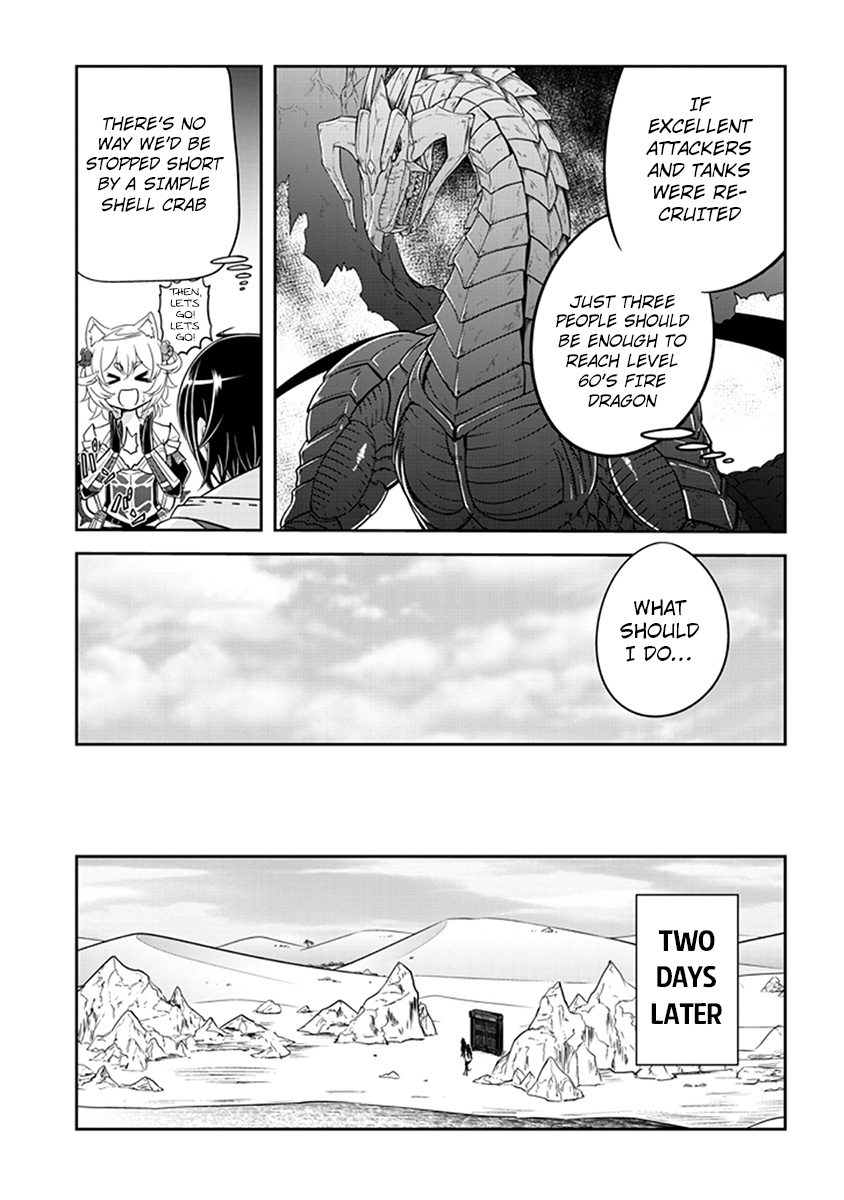 IF
EXCELLENT
ATTACKERS
AND TANKS
WERE RE-
CRUITED
JUST THREE
PEOPLE SHOULD
BE ENOUGH TO
REACH LEVEL
60'S FIRE
DRAGON
THERE'S NO
WAY WE'D BE
STOPPED SHORT
BY A SIMPLE
SHELL CRAB
THEN,
LETS
GO!
LETS
GO!
WHAT
SHOULD
I DO...
TWO
DAYS
LATER